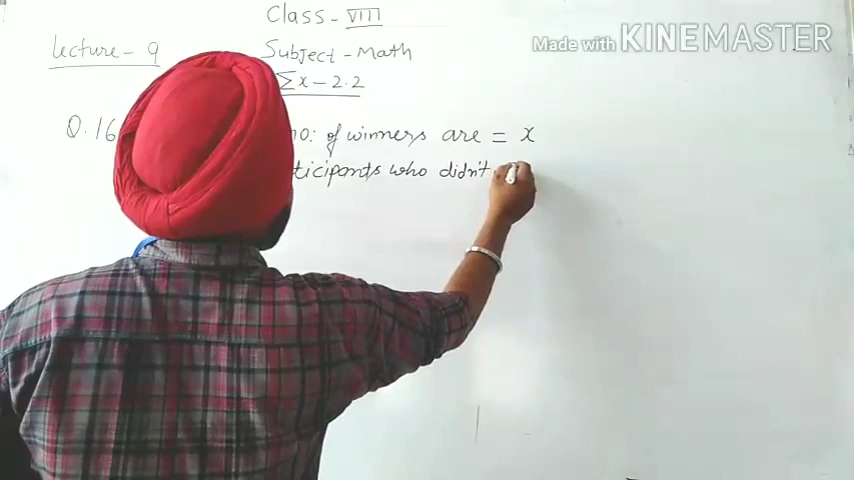 Class - VIII
Lecture - 9
Subject - Math
Ex - 2.2
Made with KINEMASTER
Q.16 no: of winners are = x
ticipants who didn't